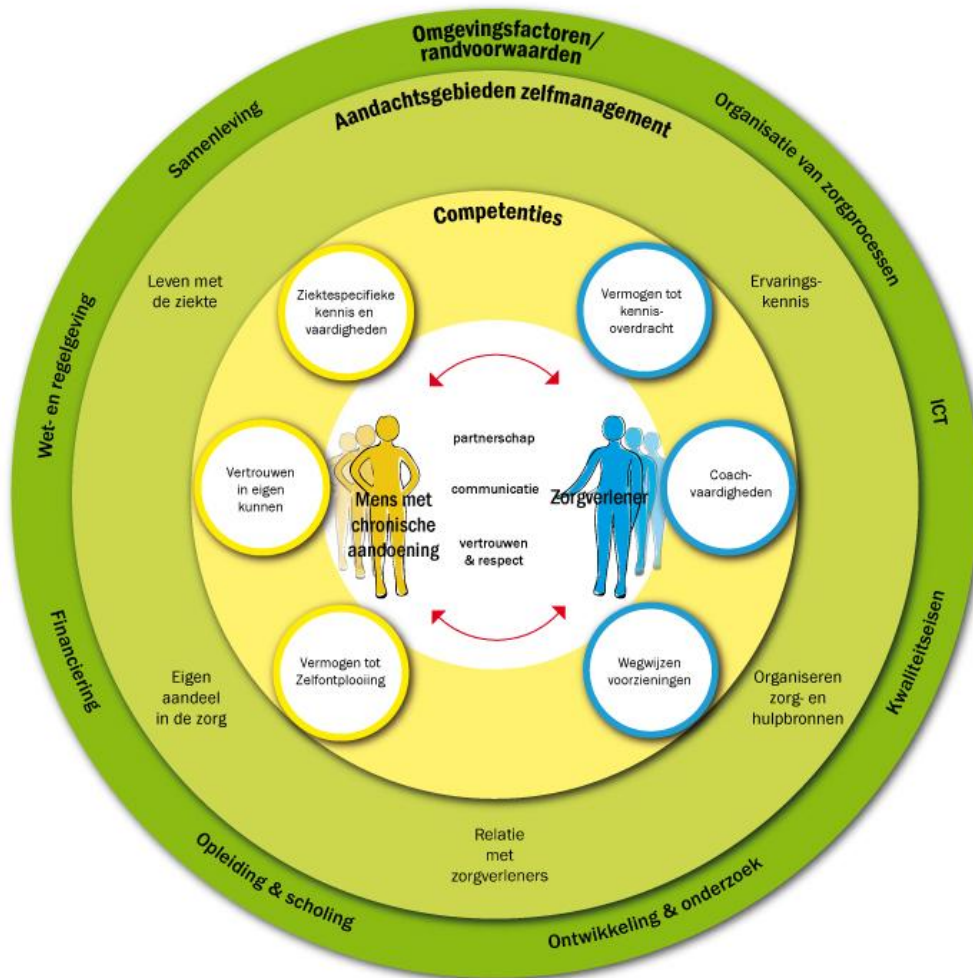 Omgevingsfactoren/
randvoorwaarden
Samenleving
Organisatie van zorgprocessen
Wet- en regelgeving
ICT
Financiering
Kwaliteitseisen
Opleiding & scholing
Ontwikkeling & onderzoek
Aandachtsgebieden zelfmanagement
Leven met
de ziekte
Ervarings-
kennis
Eigen
aandeel
in de zorg
Organiseren
zorg- en
hulpbronnen
Relatie
met
zorgverleners
Competenties
Ziektespecifieke
kennis en
vaardigheden
Vermogen tot
kennis-
overdracht
Vertrouwen
in eigen
kunnen
Coach-
vaardigheden
Vermogen tot
Zelfontplooiing
Wegwijzen
voorzieningen
Mens met
chronische
aandoening
partnerschap
communicatie
vertrouwen
& respect
Zorgverlener